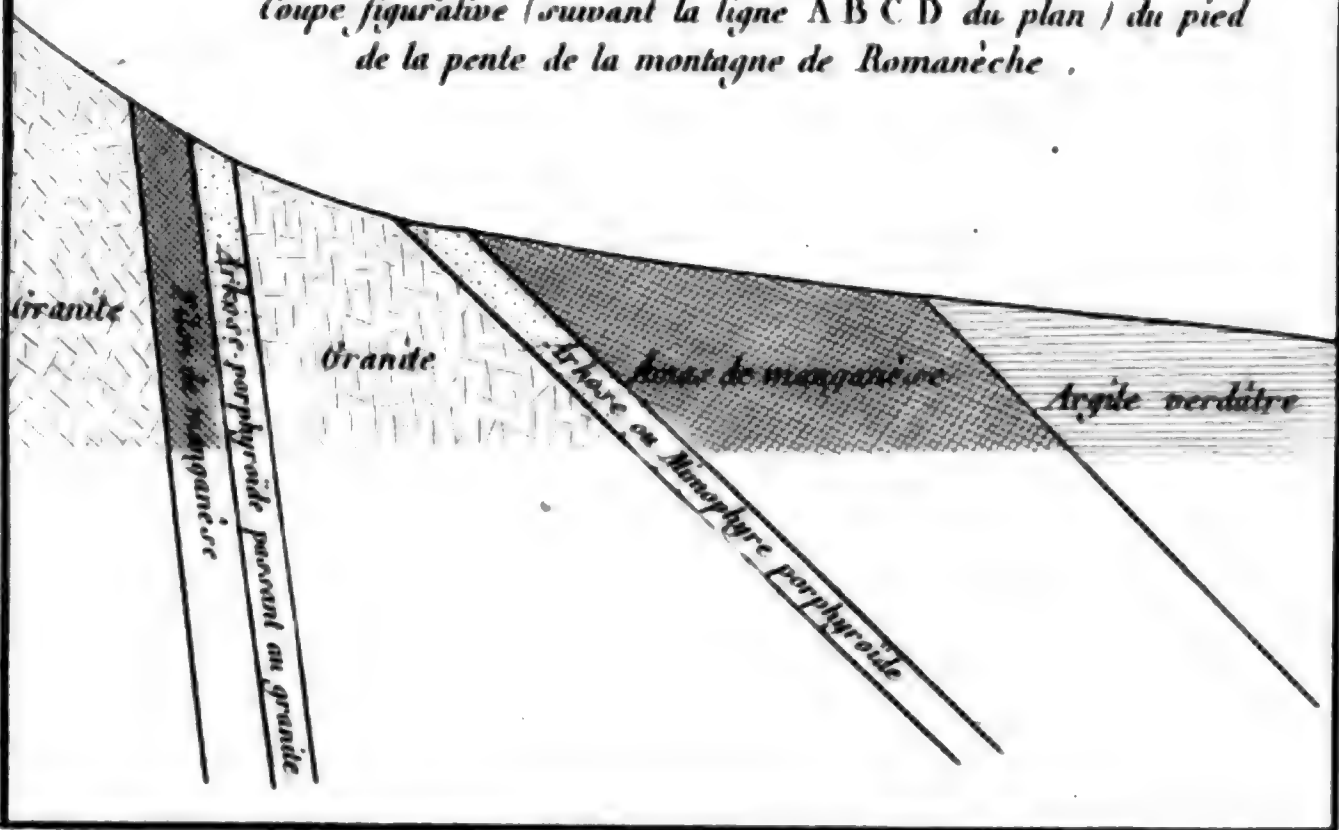 Coupe figurative (suivant la ligne A B C D du plan) du pied
de la pente de la montagne de Romanèche.
Granite
Filon de manganèse
Arkose porphyroïde passant au granite
Granite
Arkose ou Mimophyre porphyroïde
de manganèse
Argile verdâtre